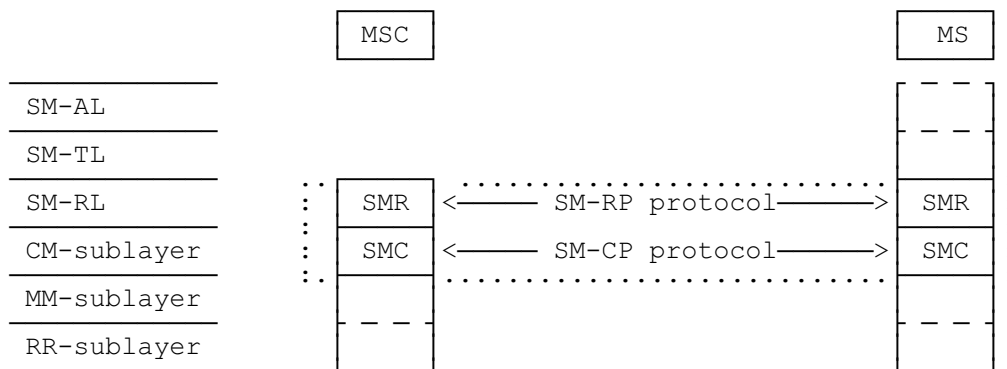 MSC MS
SM-AL
SM-TL
SM-RL SMR SM-RP protocol SMR
CM-sublayer SMC SM-CP protocol SMC
MM-sublayer
RR-sublayer